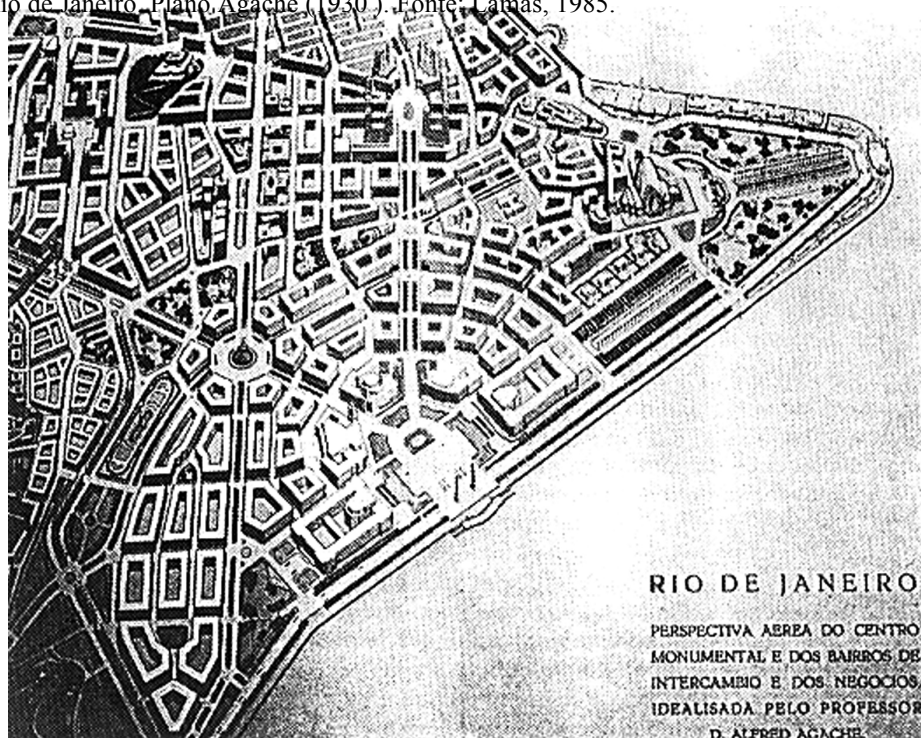 io de Janeiro. Plano Agache (1930 ). Fonte: Lamas, 1985.
RIO DE JANEIRO
PERSPECTIVA AEREA DO CENTRO
MONUMENTAL E DOS BAIRROS DE
INTERCAMBIO E DOS NEGOCIOS
IDEALISADA PELO PROFESSOR
D. ALFRED AGACHE